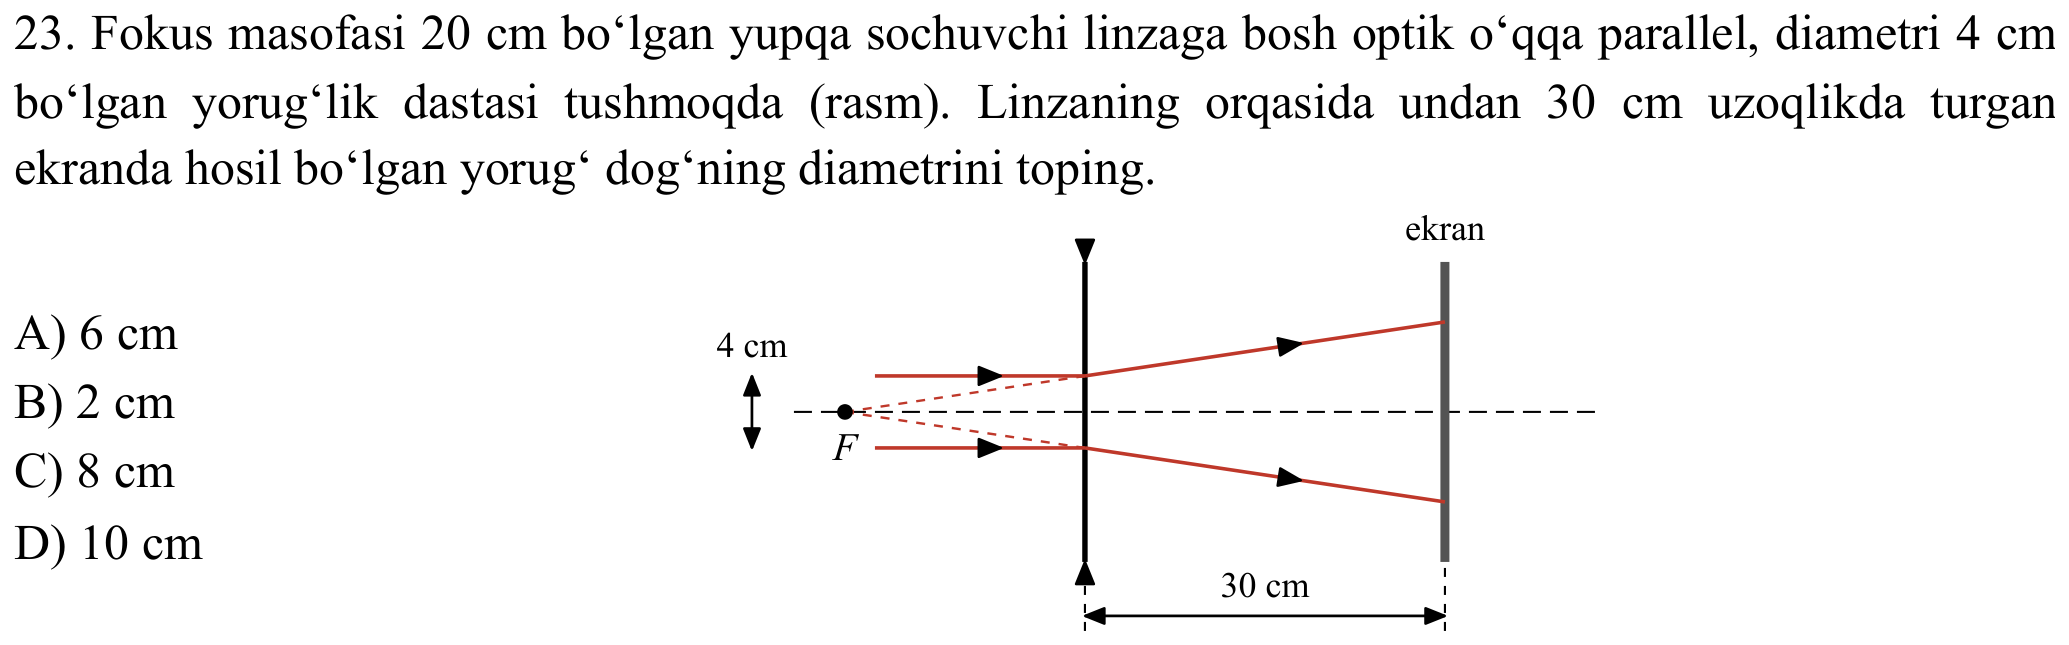 23. Fokus masofasi 20 cm bo‘lgan yupqa sochuvchi linzaga bosh optik o‘qqa parallel, diametri 4 cm
bo‘lgan yorug‘lik dastasi tushmoqda (rasm). Linzaning orqasida undan 30 cm uzoqlikda turgan
ekranda hosil bo‘lgan yorug‘ dog‘ning diametrini toping.
ekran
A) 6 cm
4 cm
B) 2 cm
F
C) 8 cm
D) 10 cm
30 cm